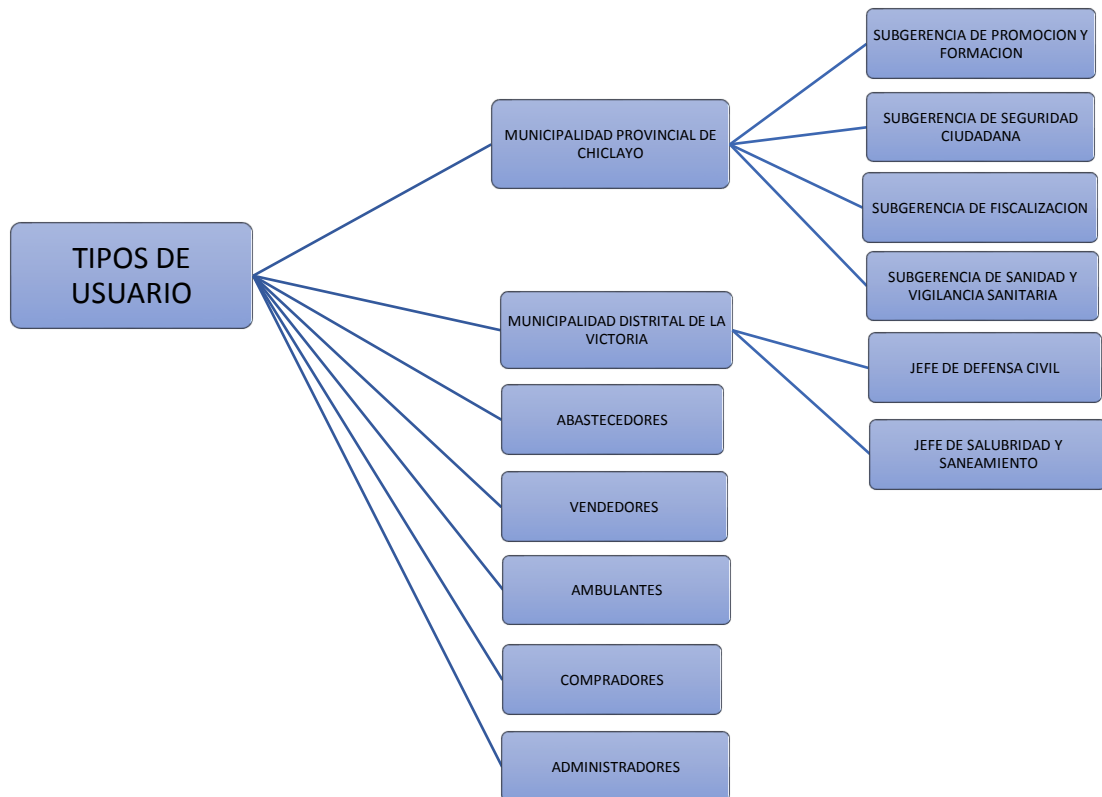 TIPOS DE
USUARIO
MUNICIPALIDAD PROVINCIAL DE
CHICLAYO
SUBGERENCIA DE PROMOCION Y
FORMACION
SUBGERENCIA DE SEGURIDAD
CIUDADANA
SUBGERENCIA DE FISCALIZACION
SUBGERENCIA DE SANIDAD Y
VIGILANCIA SANITARIA
MUNICIPALIDAD DISTRITAL DE LA
VICTORIA
JEFE DE DEFENSA CIVIL
JEFE DE SALUBRIDAD Y
SANEAMIENTO
ABASTECEDORES
VENDEDORES
AMBULANTES
COMPRADORES
ADMINISTRADORES